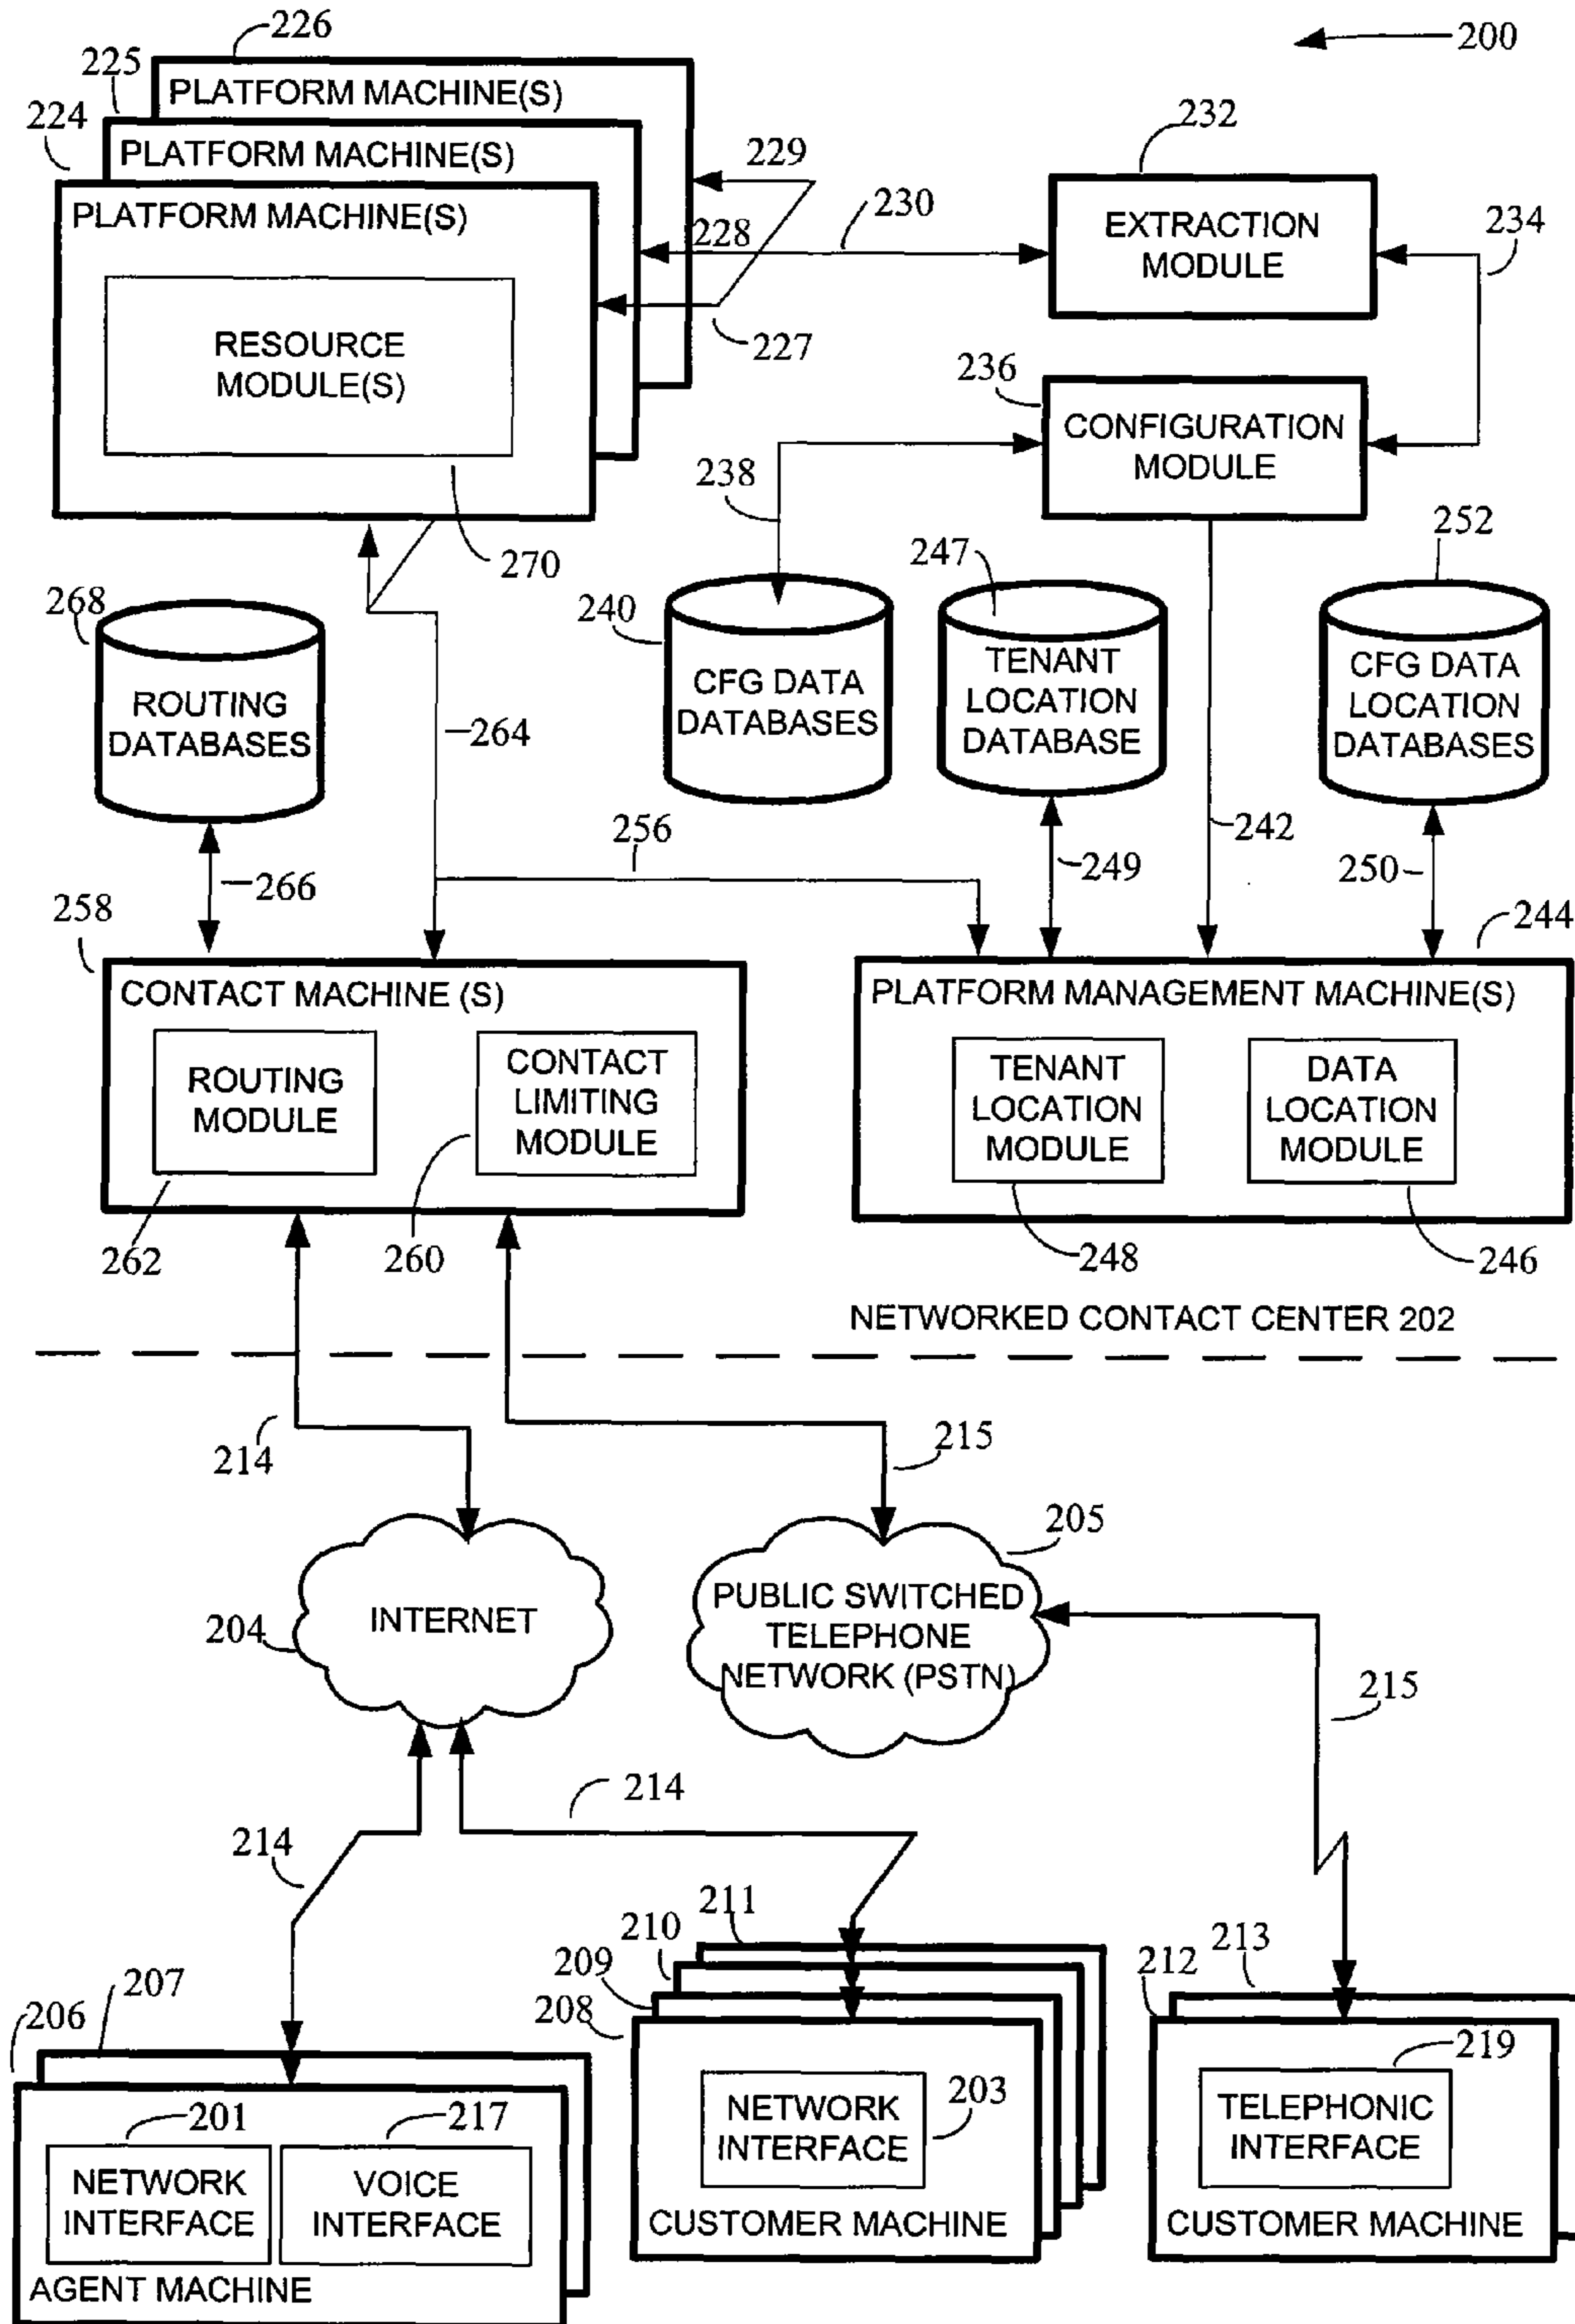 226
200
225
PLATFORM MACHINE(S)
224
PLATFORM MACHINE(S)
232
229
PLATFORM MACHINE(S)
230
EXTRACTION
MODULE
234
228
RESOURCE
MODULE(S)
227
236
CONFIGURATION
MODULE
238
252
270
247
268
240
TENANT
LOCATION
DATABASE
CFG DATA
LOCATION
DATABASES
CFG DATA
DATABASES
ROUTING
DATABASES
264
256
242
249
250
266
258
244
CONTACT MACHINE (S)
PLATFORM MANAGEMENT MACHINE(S)
ROUTING
MODULE
CONTACT
LIMITING
MODULE
TENANT
LOCATION
MODULE
DATA
LOCATION
MODULE
262
260
248
246
NETWORKED CONTACT CENTER 202
214
215
205
INTERNET
PUBLIC SWITCHED
TELEPHONE
NETWORK (PSTN)
204
215
214
214
211
210
213
209
212
207
208
206
219
201
217
NETWORK
INTERFACE
203
TELEPHONIC
INTERFACE
NETWORK
INTERFACE
VOICE
INTERFACE
CUSTOMER MACHINE
CUSTOMER MACHINE
AGENT MACHINE